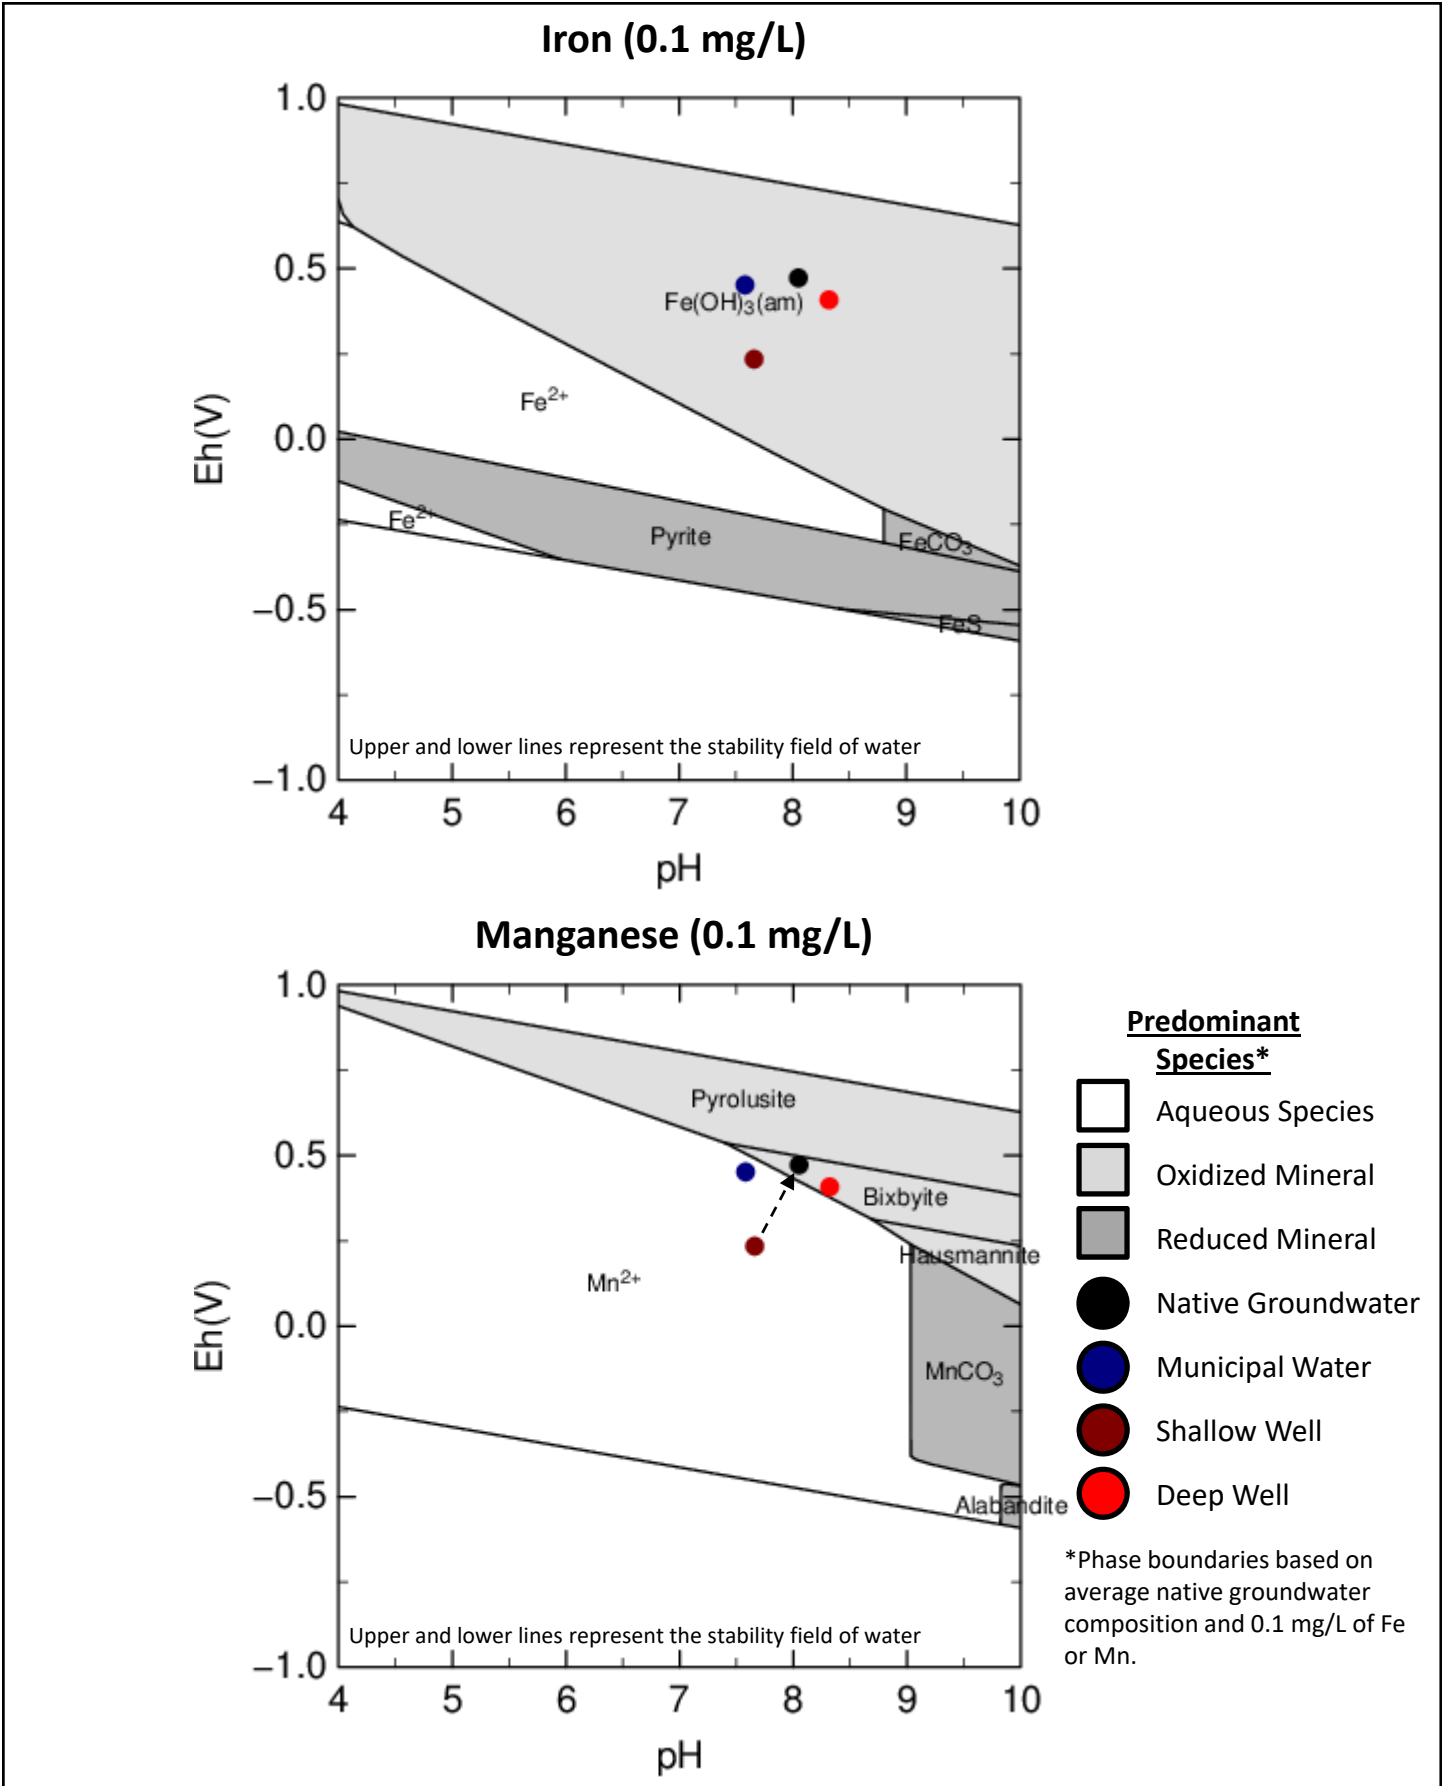 Iron (0.1 mg/L)
1.0
0.5
0.0
−0.5
−1.0
Eh(V)
Fe(OH)₃(am)
Fe²⁺
Fe²⁺
Pyrite
FeCO₃
FeS
Upper and lower lines represent the stability field of water
4 5 6 7 8 9 10
pH
Manganese (0.1 mg/L)
1.0
0.5
0.0
−0.5
−1.0
Eh(V)
Pyrolusite
Bixbyite
Hausmannite
Mn²⁺
MnCO₃
Alabandite
Upper and lower lines represent the stability field of water
4 5 6 7 8 9 10
pH
Predominant
Species*
Aqueous Species
Oxidized Mineral
Reduced Mineral
Native Groundwater
Municipal Water
Shallow Well
Deep Well
*Phase boundaries based on
average native groundwater
composition and 0.1 mg/L of Fe
or Mn.